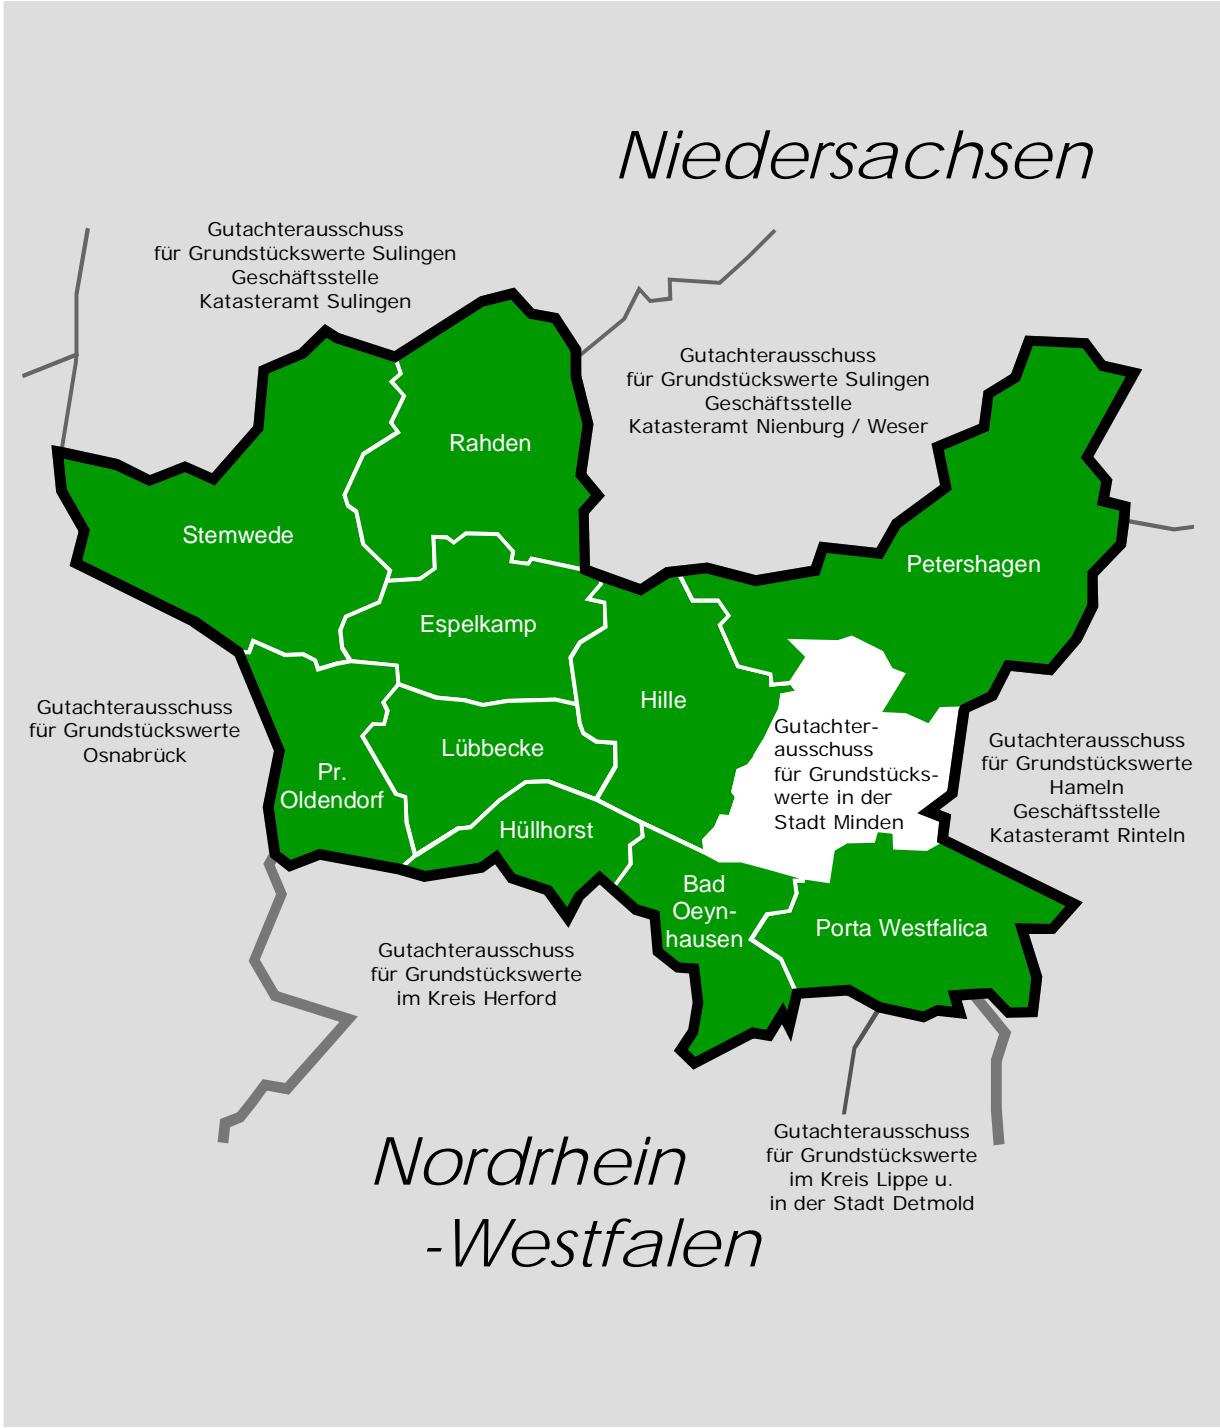 Niedersachsen
Gutachterausschuss
für Grundstückswerte Sulingen
Geschäftsstelle
Katasteramt Sulingen
Gutachterausschuss
für Grundstückswerte Sulingen
Geschäftsstelle
Katasteramt Nienburg / Weser
Rahden
Stemwede
Petershagen
Espelkamp
Hille
Gutachterausschuss
für Grundstückswerte
Osnabrück
Lübbecke
Pr.
Oldendorf
Gutachter-
ausschuss
für Grundstücks-
werte in der
Stadt Minden
Gutachterausschuss
für Grundstückswerte
Hameln
Geschäftsstelle
Katasteramt Rinteln
Hüllhorst
Bad
Oeyn-
hausen
Porta Westfalica
Gutachterausschuss
für Grundstückswerte
im Kreis Herford
Nordrhein
-Westfalen
Gutachterausschuss
für Grundstückswerte
im Kreis Lippe u.
in der Stadt Detmold